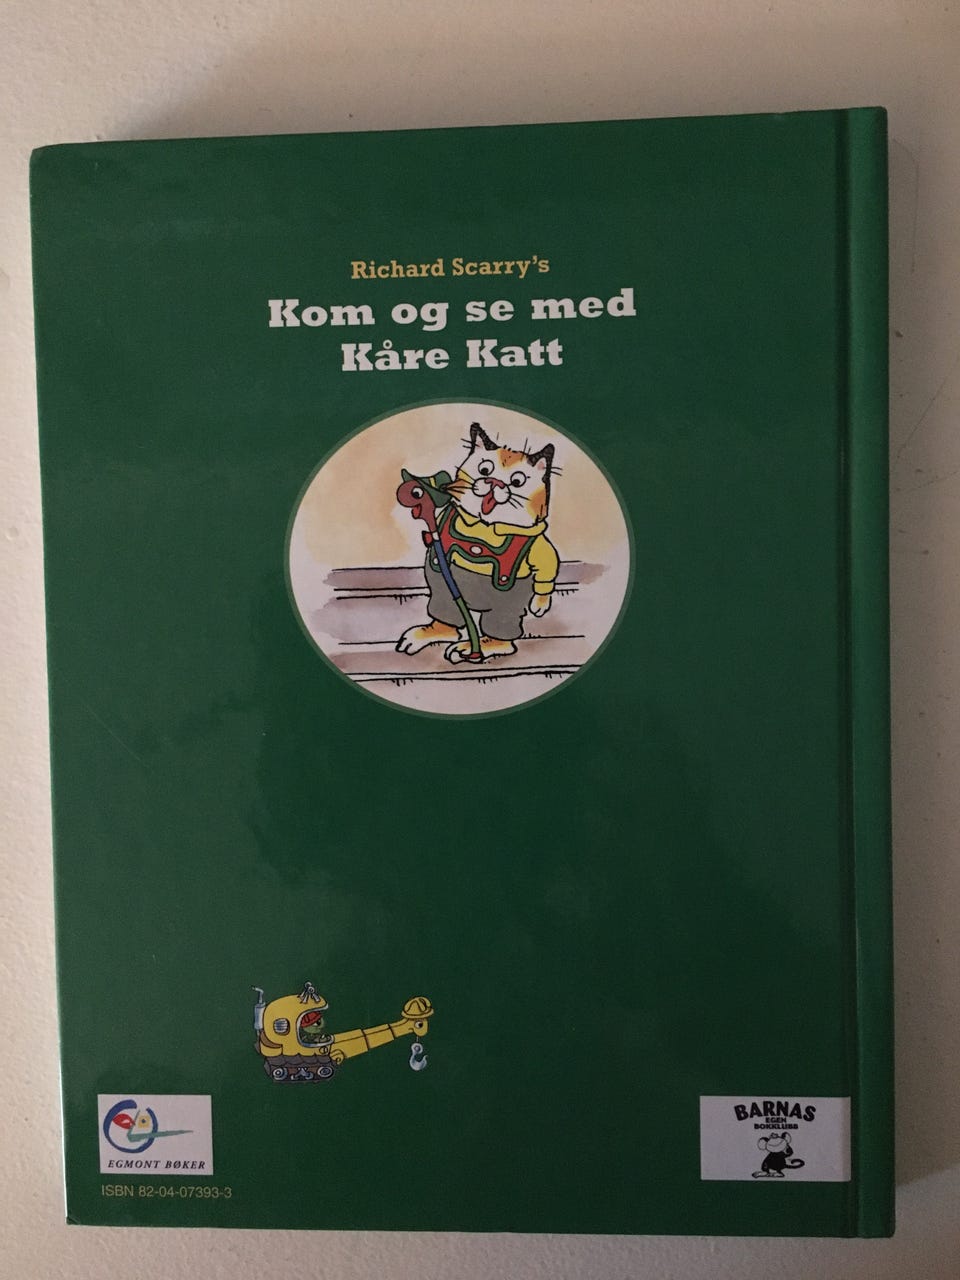 Richard Scarry's
Kom og se med
Kåre Katt
EGMONT BØKER
ISBN 82-04-07393-3
BARNAS
EGEN
BOKKLUBB